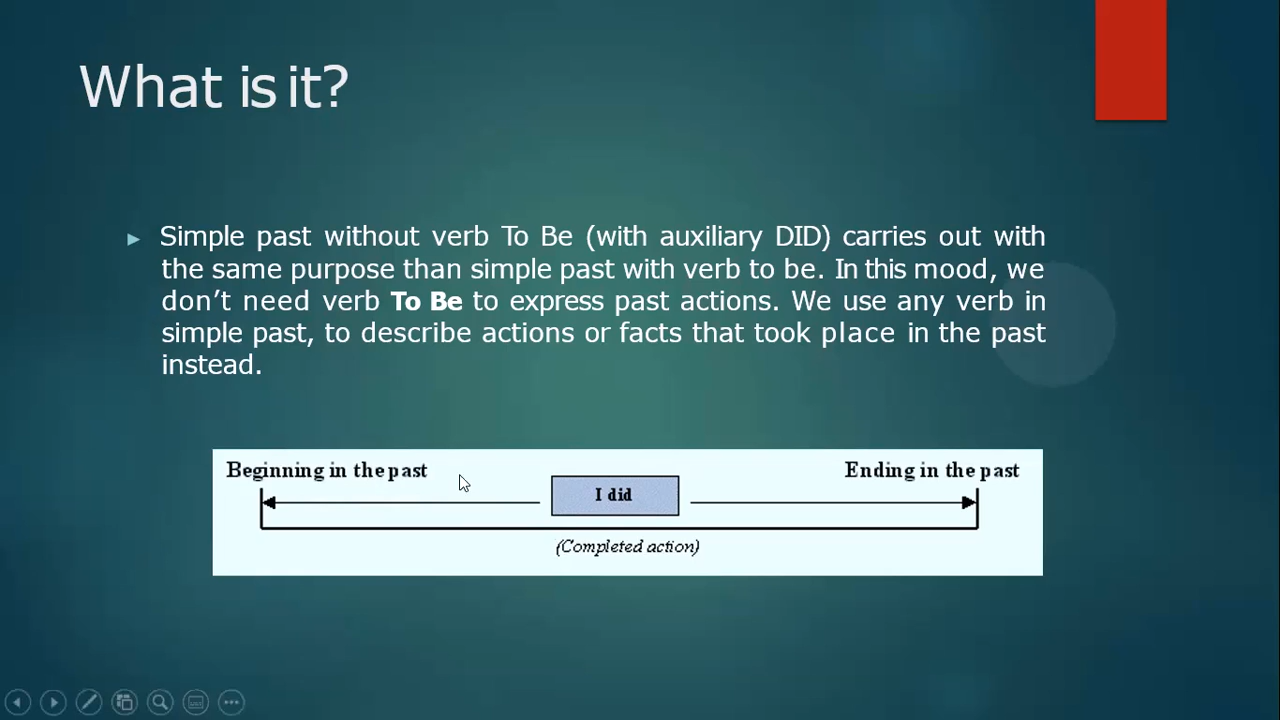 What is it?
Simple past without verb To Be (with auxiliary DID) carries out with
the same purpose than simple past with verb to be. In this mood, we
don’t need verb To Be to express past actions. We use any verb in
simple past, to describe actions or facts that took place in the past
instead.
Beginning in the past
Ending in the past
I did
(Completed action)